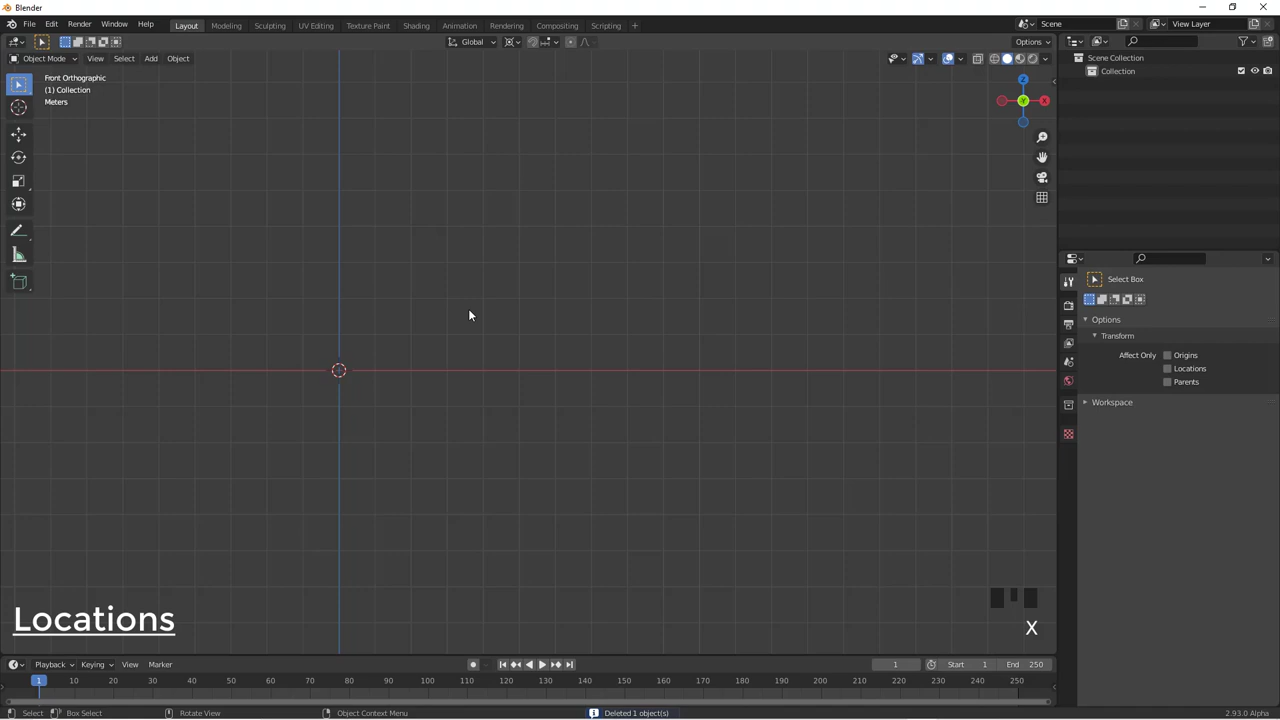 Blender
File Edit Render Window Help Layout Modeling Sculpting UV Editing Texture Paint Shading Animation Rendering Compositing Scripting + Scene View Layer
Global Options
Object Mode View Select Add Object
Front Orthographic
(1) Collection
Meters
Z
Y
X
Scene Collection
Collection
Select Box
Options
Transform
Affect Only Origins
Locations
Parents
Workspace
Locations
X
Playback Keying View Marker 1 Start 1 End 250
1 10 20 30 40 50 60 70 80 90 100 110 120 130 140 150 160 170 180 190 200 210 220 230 240 250
Select Box Select Rotate View Object Context Menu Deleted 1 object(s) 2.93.0 Alpha